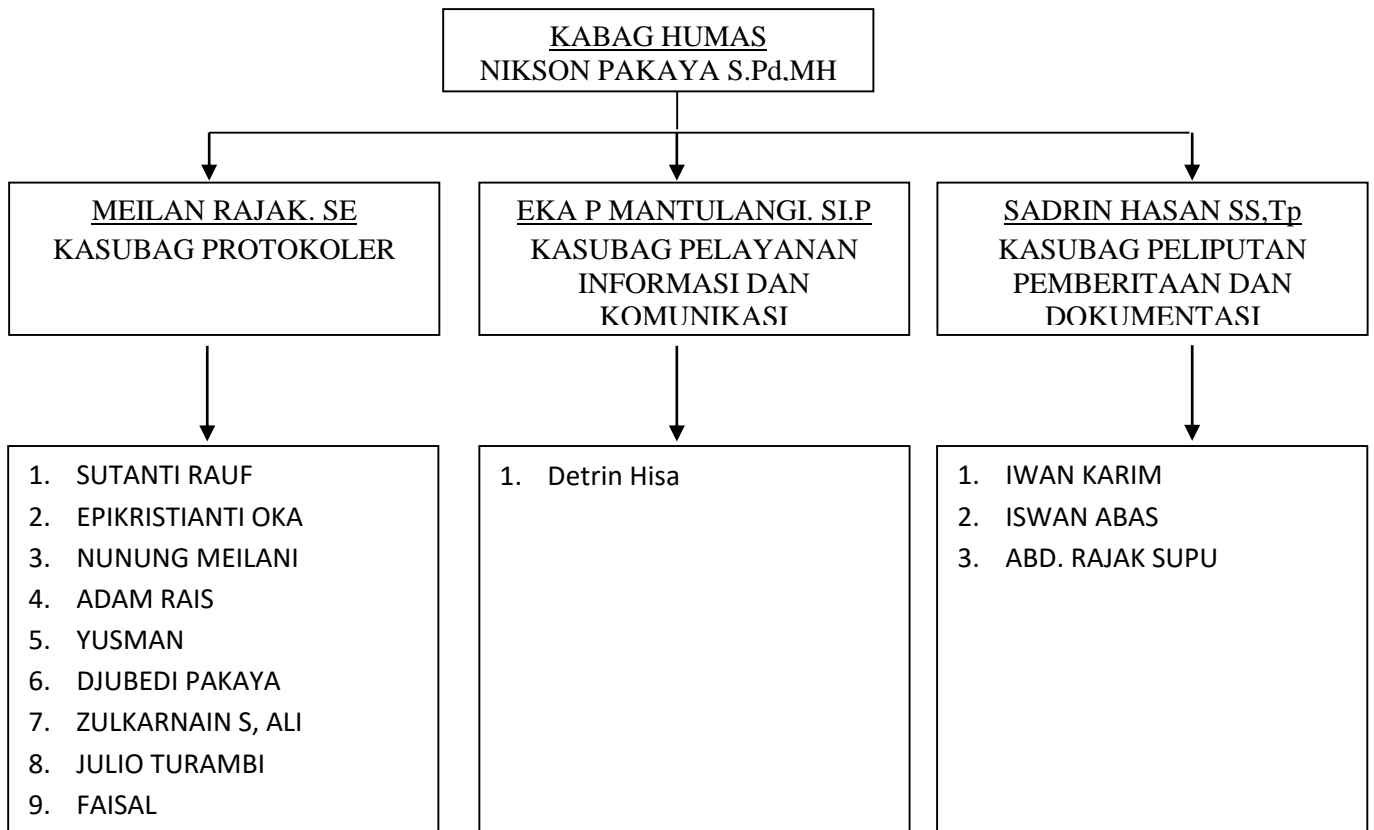 KABAG HUMAS
NIKSON PAKAYA S.Pd,MH
MEILAN RAJAK. SE
KASUBAG PROTOKOLER
EKA P MANTULANGI. SI.P
KASUBAG PELAYANAN
INFORMASI DAN
KOMUNIKASI
SADRIN HASAN SS,Tp
KASUBAG PELIPUTAN
PEMBERITAAN DAN
DOKUMENTASI
1. SUTANTI RAUF
2. EPIKRISTIANTI OKA
3. NUNUNG MEILANI
4. ADAM RAIS
5. YUSMAN
6. DJUBEDI PAKAYA
7. ZULKARNAIN S, ALI
8. JULIO TURAMBI
9. FAISAL
1. Detrin Hisa
1. IWAN KARIM
2. ISWAN ABAS
3. ABD. RAJAK SUPU